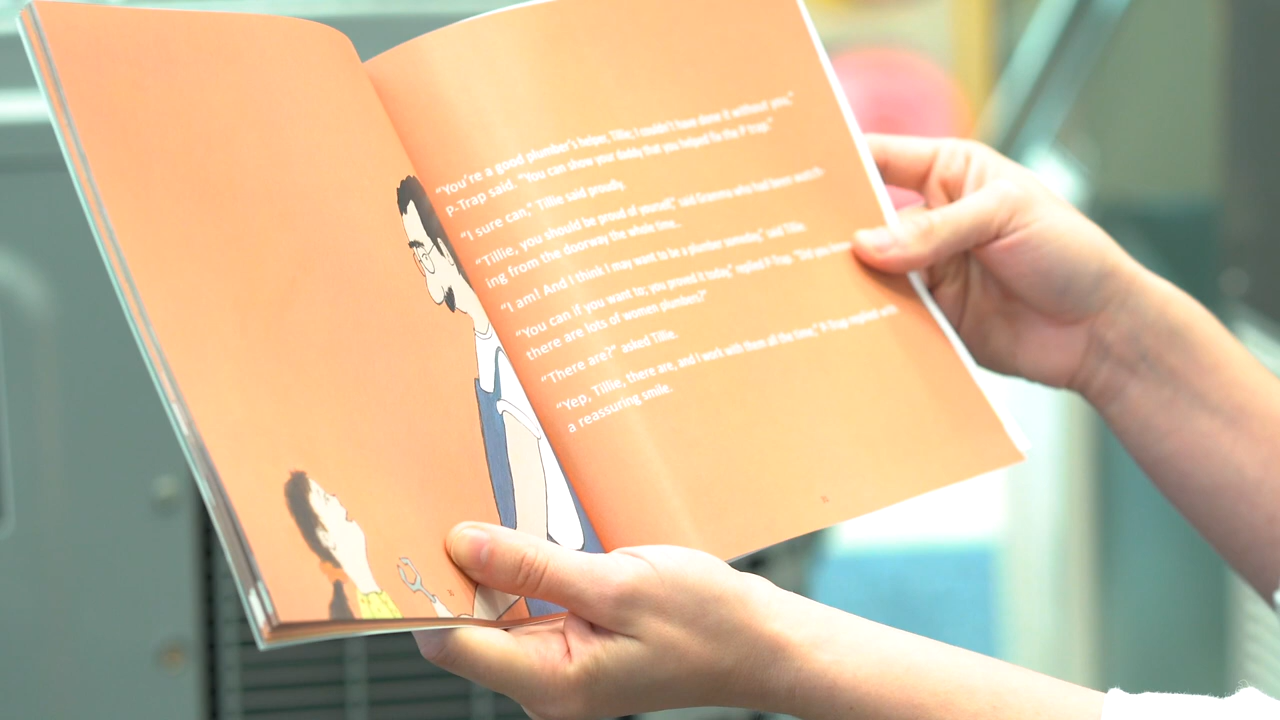 "You're a good plumber's helper, Tillie, I couldn't have done it without you,"
P-Trap said. "You can show your daddy that you helped fix the P trap."
"I sure can," Tillie said proudly.
"Tillie, you should be proud of yourself," said Grammo who had been watch-
ing from the doorway the whole time.
"I am! And I think I may want to be a plumber someday," said Tillie.
"You can if you want to; you proved it today," replied P-Trap. "Did you know
there are lots of women plumbers?"
"There are?" asked Tillie.
"Yep, Tillie, there are, and I work with them all the time," P-Trap replied with
a reassuring smile.